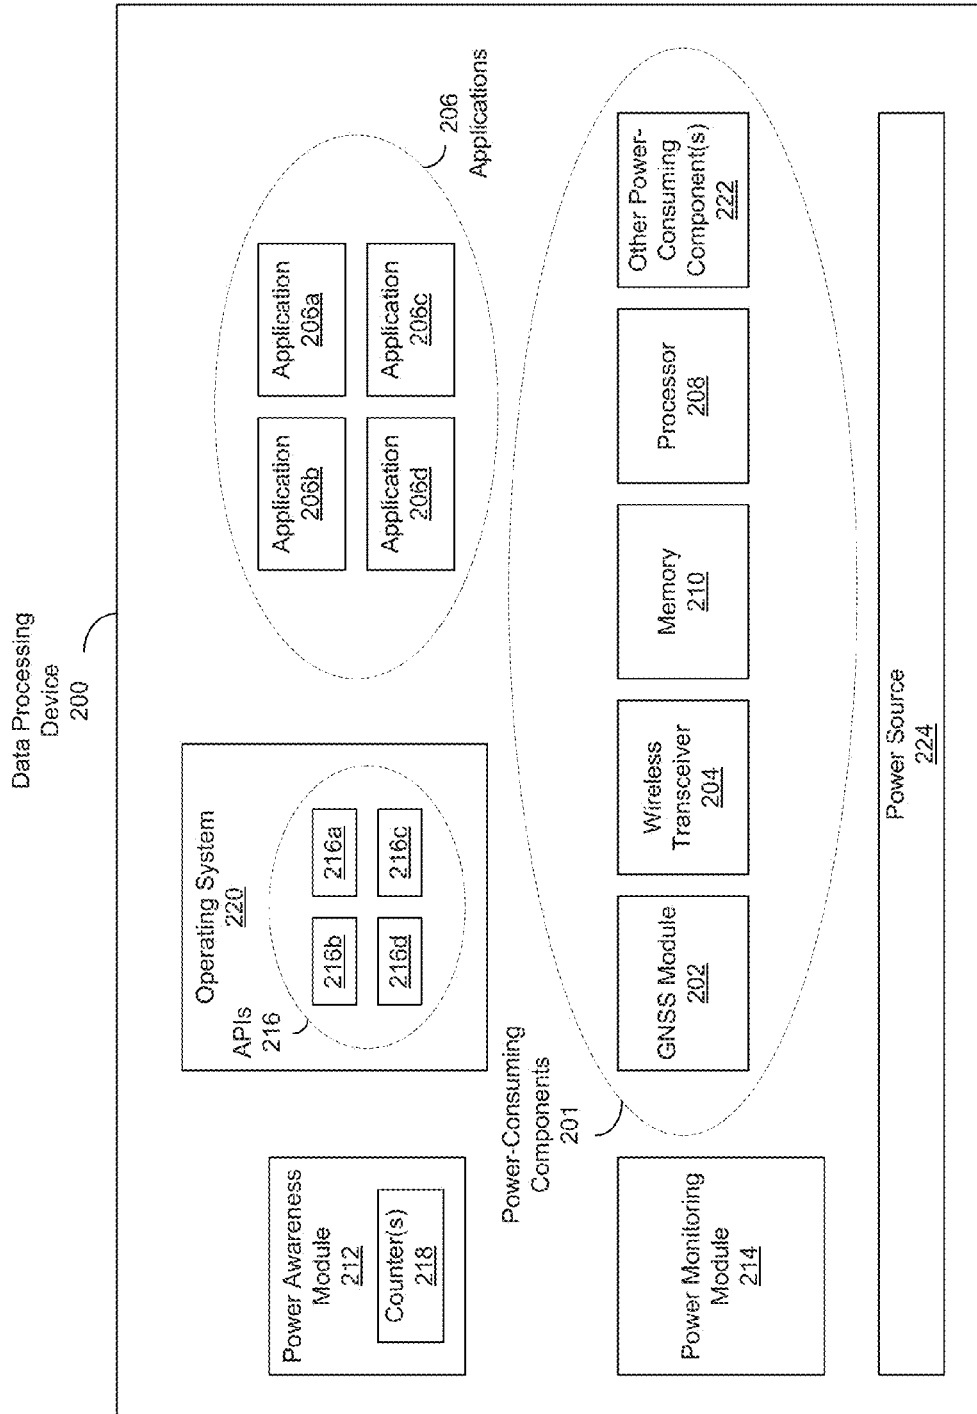 Data Processing
Device
200
Power Awareness
Module
212
Counter(s)
218
Operating System
220
APIs
216
216b
216a
216d
216c
Application
206b
Application
206a
Application
206d
Application
206c
206
Applications
Power-Consuming
Components
201
Power Monitoring
Module
214
GNSS Module
202
Wireless
Transceiver
204
Memory
210
Processor
208
Other Power-
Consuming
Component(s)
222
Power Source
224